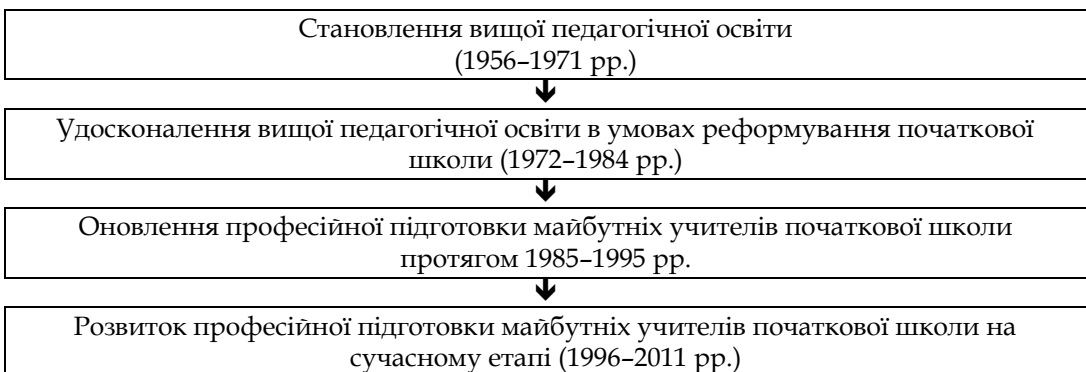 Становлення вищої педагогічної освіти
(1956–1971 рр.)
Удосконалення вищої педагогічної освіти в умовах реформування початкової
школи (1972–1984 рр.)
Оновлення професійної підготовки майбутніх учителів початкової школи
протягом 1985–1995 рр.
Розвиток професійної підготовки майбутніх учителів початкової школи на
сучасному етапі (1996–2011 рр.)